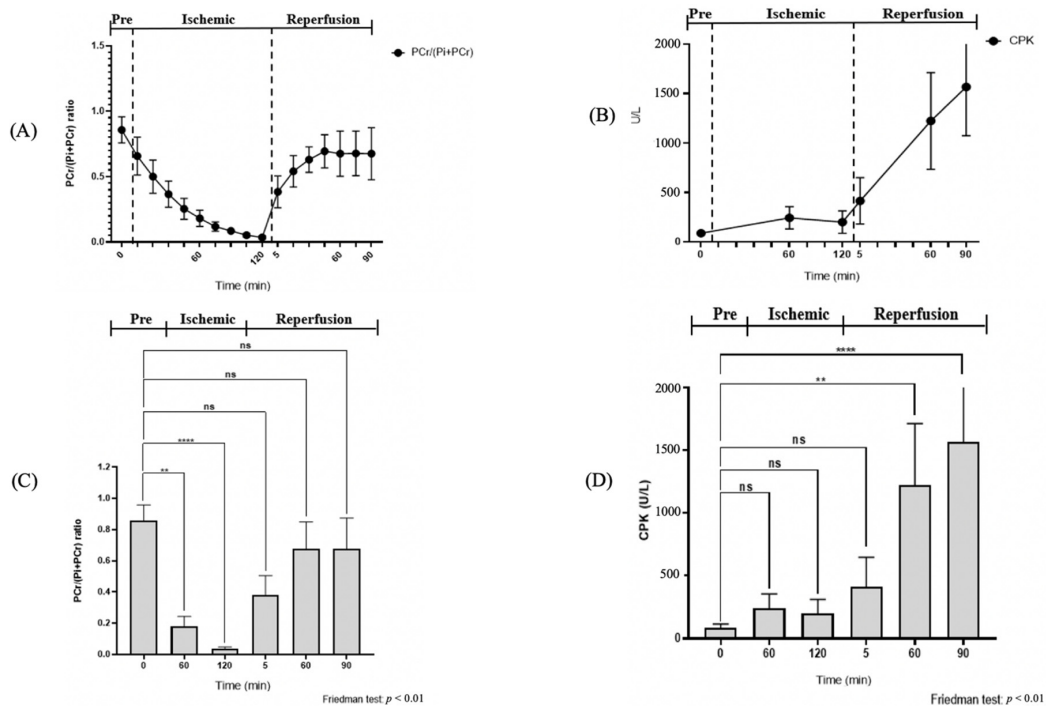 Pre Ischemic Reperfusion
(A)
PCr/(Pi+PCr) ratio
1.5
1.0
0.5
0.0
PCr/(Pi+PCr)
0 60 120 5 60 90
Time (min)
Pre Ischemic Reperfusion
(B)
U/L
2000
1500
1000
500
0
CPK
0 60 120 5 60 90
Time (min)
Pre Ischemic Reperfusion
(C)
ns
ns
ns
****
**
PCr/(Pi+PCr) ratio
1.2
1.0
0.8
0.6
0.4
0.2
0.0
0 60 120 5 60 90
Time (min)
Friedman test: p < 0.01
Pre Ischemic Reperfusion
(D)
****
**
ns
ns
ns
CPK (U/L)
2000
1500
1000
500
0
0 60 120 5 60 90
Time (min)
Friedman test: p < 0.01